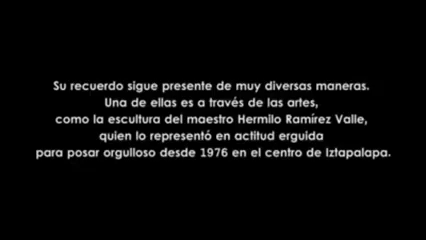 Su recuerdo sigue presente de muy diversas maneras.
Una de ellas es a través de las artes,
como la escultura del maestro Hermilo Ramírez Valle,
quien lo representó en actitud erguida
para posar orgulloso desde 1976 en el centro de Iztapalapa.